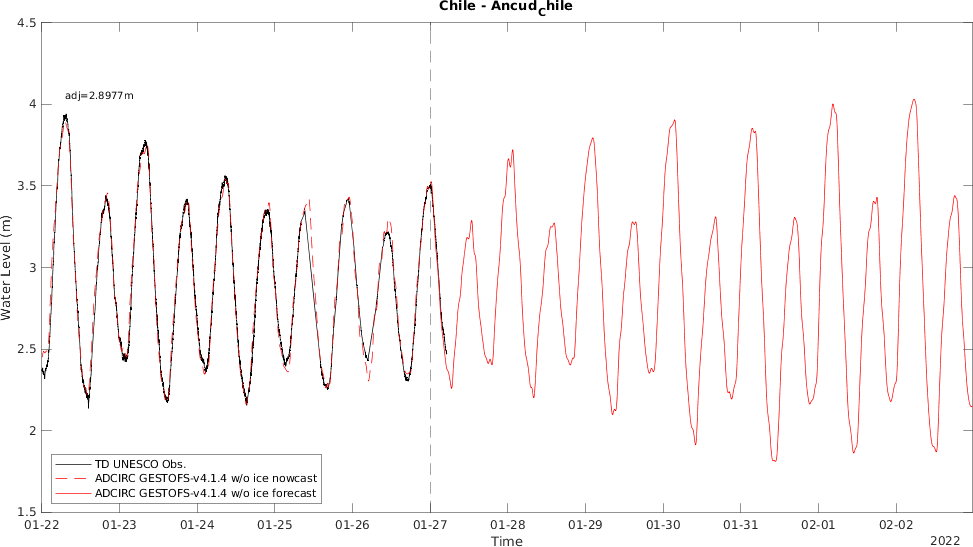 Chile - Ancud_Chile
4.5
adj=2.8977m
4
3.5
3
2.5
2
1.5
Water Level (m)
TD UNESCO Obs.
ADCIRC GESTOFS-v4.1.4 w/o ice nowcast
ADCIRC GESTOFS-v4.1.4 w/o ice forecast
01-22 01-23 01-24 01-25 01-26 01-27 01-28 01-29 01-30 01-31 02-01 02-02
Time
2022